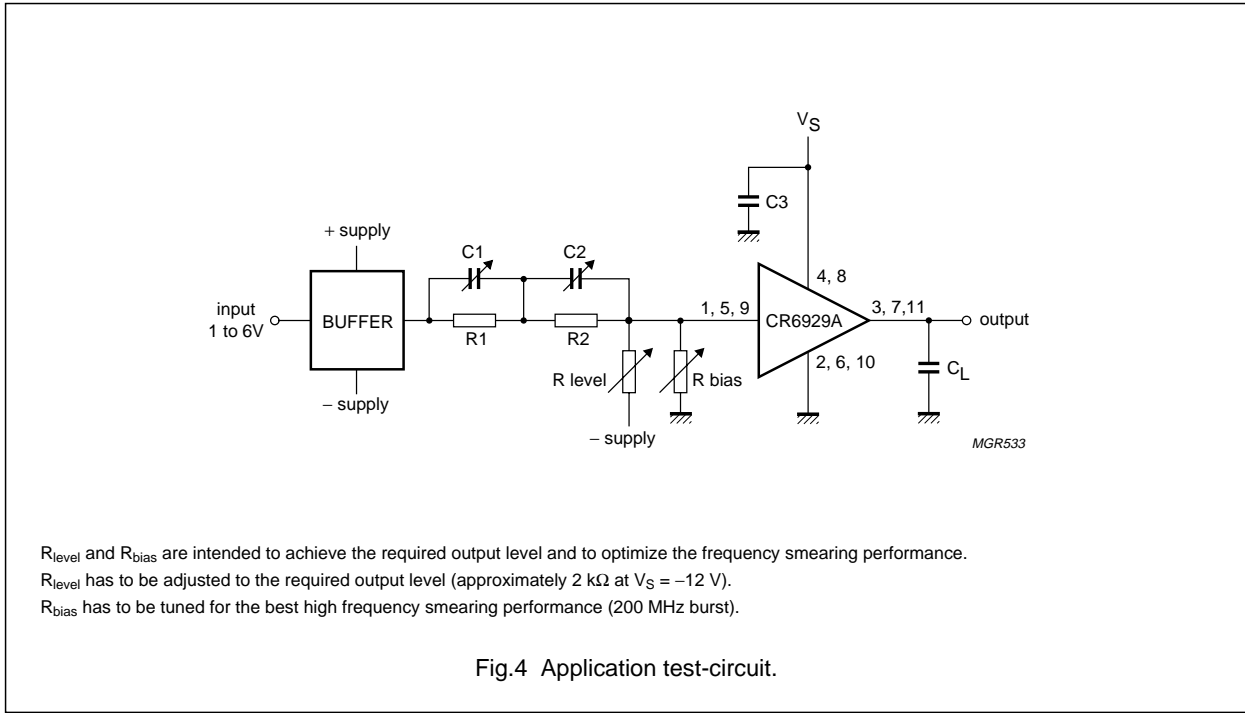 V_S
C3
+ supply
C1
C2
4, 8
input
1 to 6V
BUFFER
1, 5, 9
CR6929A
3, 7,11
output
R1
R2
2, 6, 10
R level
R bias
C_L
− supply
− supply
MGR533
R_level and R_bias are intended to achieve the required output level and to optimize the frequency smearing performance.
R_level has to be adjusted to the required output level (approximately 2 kΩ at V_S = −12 V).
R_bias has to be tuned for the best high frequency smearing performance (200 MHz burst).
Fig.4 Application test-circuit.